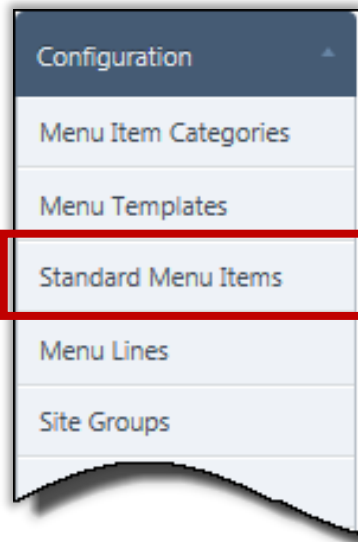 Configuration
Menu Item Categories
Menu Templates
Standard Menu Items
Menu Lines
Site Groups